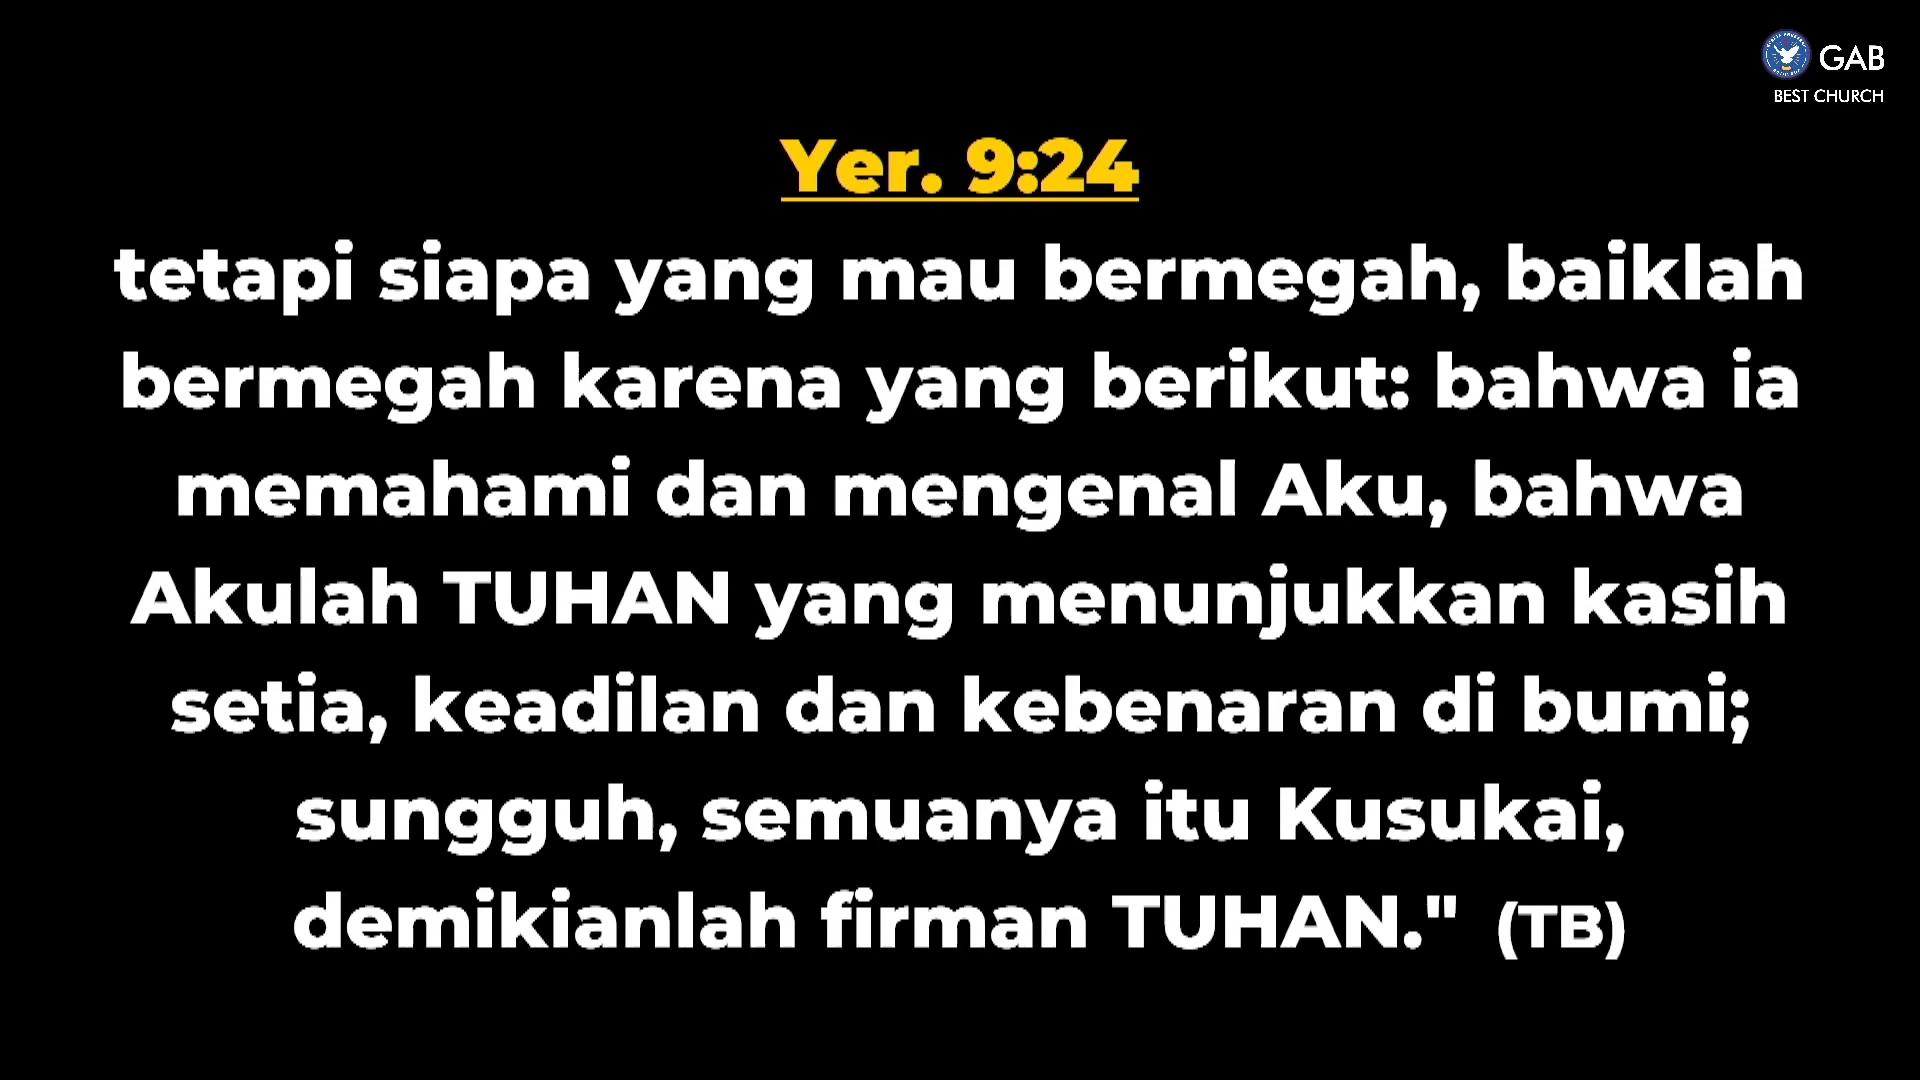 GAB
BEST CHURCH
Yer. 9:24
tetapi siapa yang mau bermegah, baiklah
bermegah karena yang berikut: bahwa ia
memahami dan mengenal Aku, bahwa
Akulah TUHAN yang menunjukkan kasih
setia, keadilan dan kebenaran di bumi;
sungguh, semuanya itu Kusukai,
demikianlah firman TUHAN." (TB)